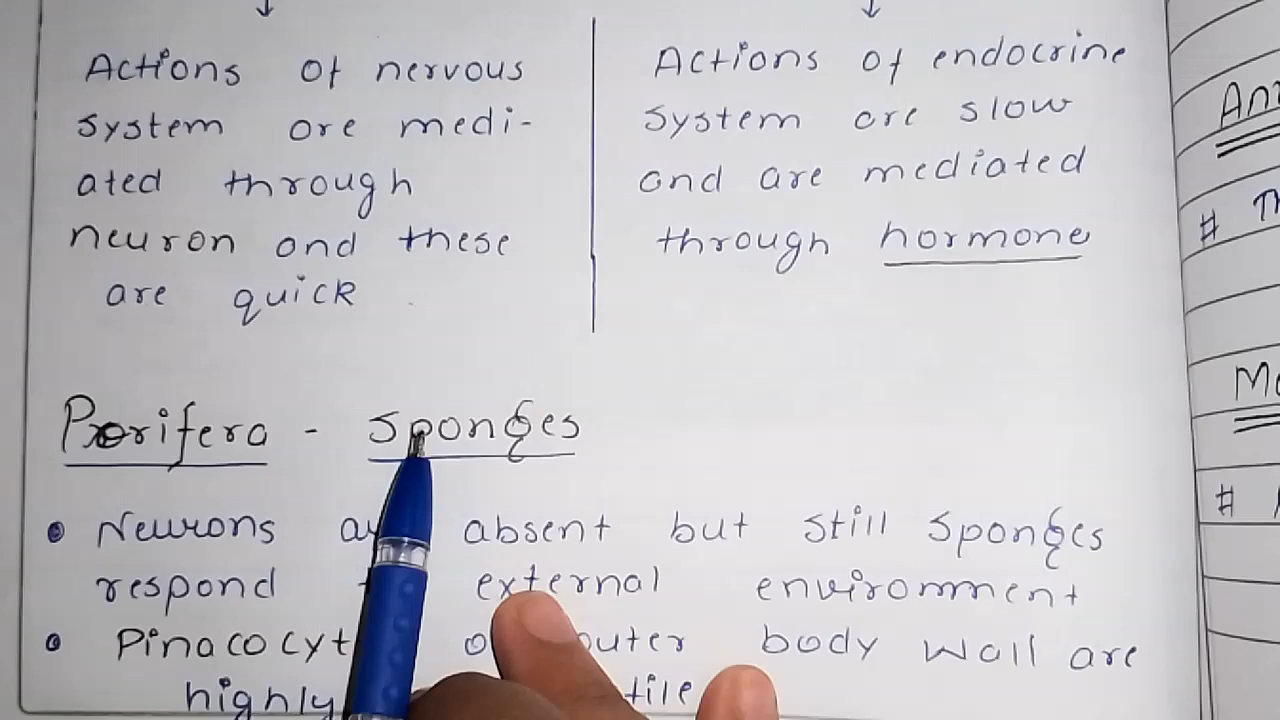 Actions of nervous
system are medi-
ated through
neuron and these
are quick
Actions of endocrine
system are slow
and are mediated
through hormone
Porifera - Sponges
• Neurons absent but still sponges
respond external environment
• Pinacocyt outer body wall are
highly
#
#